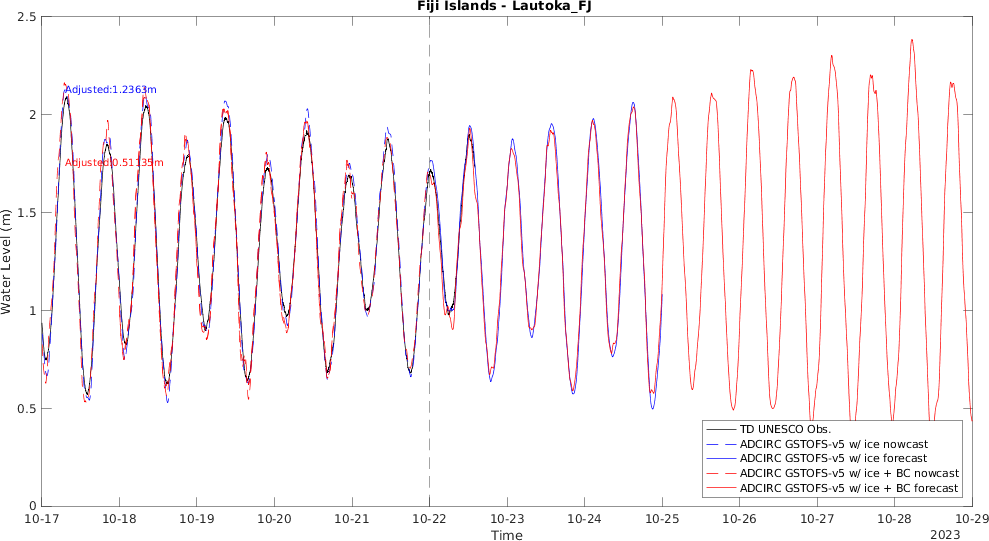 Fiji Islands - Lautoka_FJ
2.5
2
1.5
1
0.5
0
Water Level (m)
Adjusted:1.2363m
Adjusted:0.51135m
TD UNESCO Obs.
ADCIRC GSTOFS-v5 w/ ice nowcast
ADCIRC GSTOFS-v5 w/ ice forecast
ADCIRC GSTOFS-v5 w/ ice + BC nowcast
ADCIRC GSTOFS-v5 w/ ice + BC forecast
10-17 10-18 10-19 10-20 10-21 10-22 10-23 10-24 10-25 10-26 10-27 10-28 10-29
Time
2023